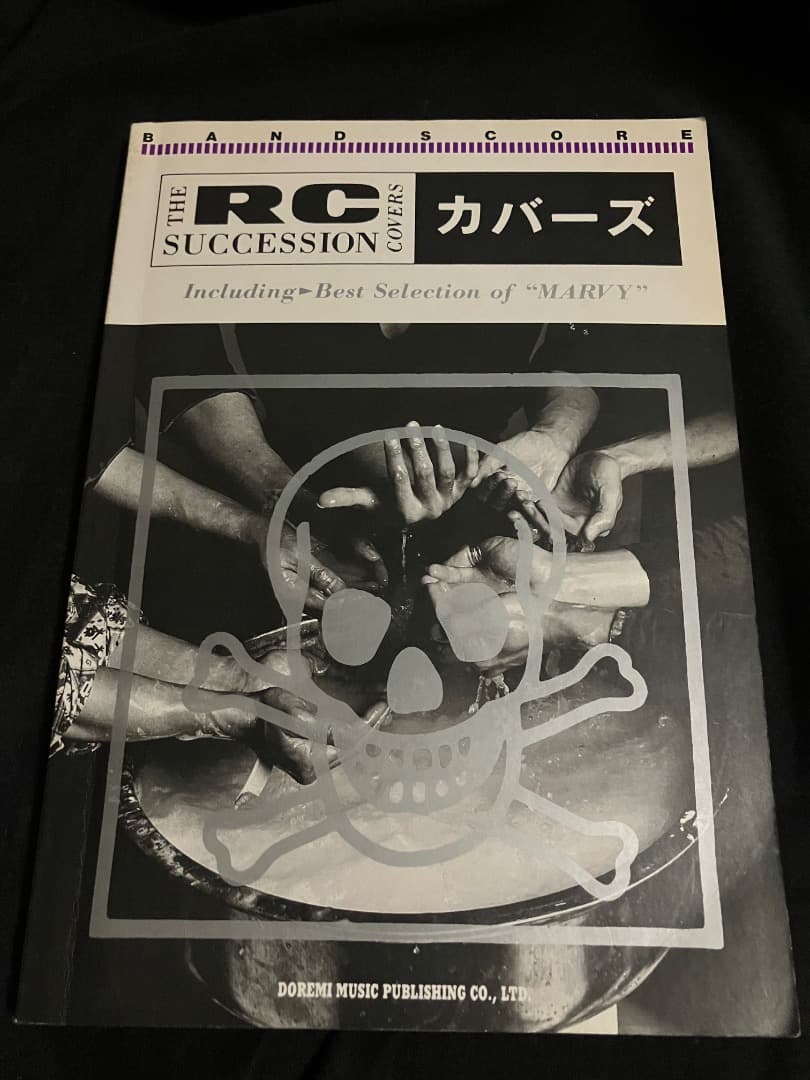 BAND SCORE
THE RC SUCCESSION COVERS
カバーズ
Including►Best Selection of “MARVY”
DOREMI MUSIC PUBLISHING CO., LTD.